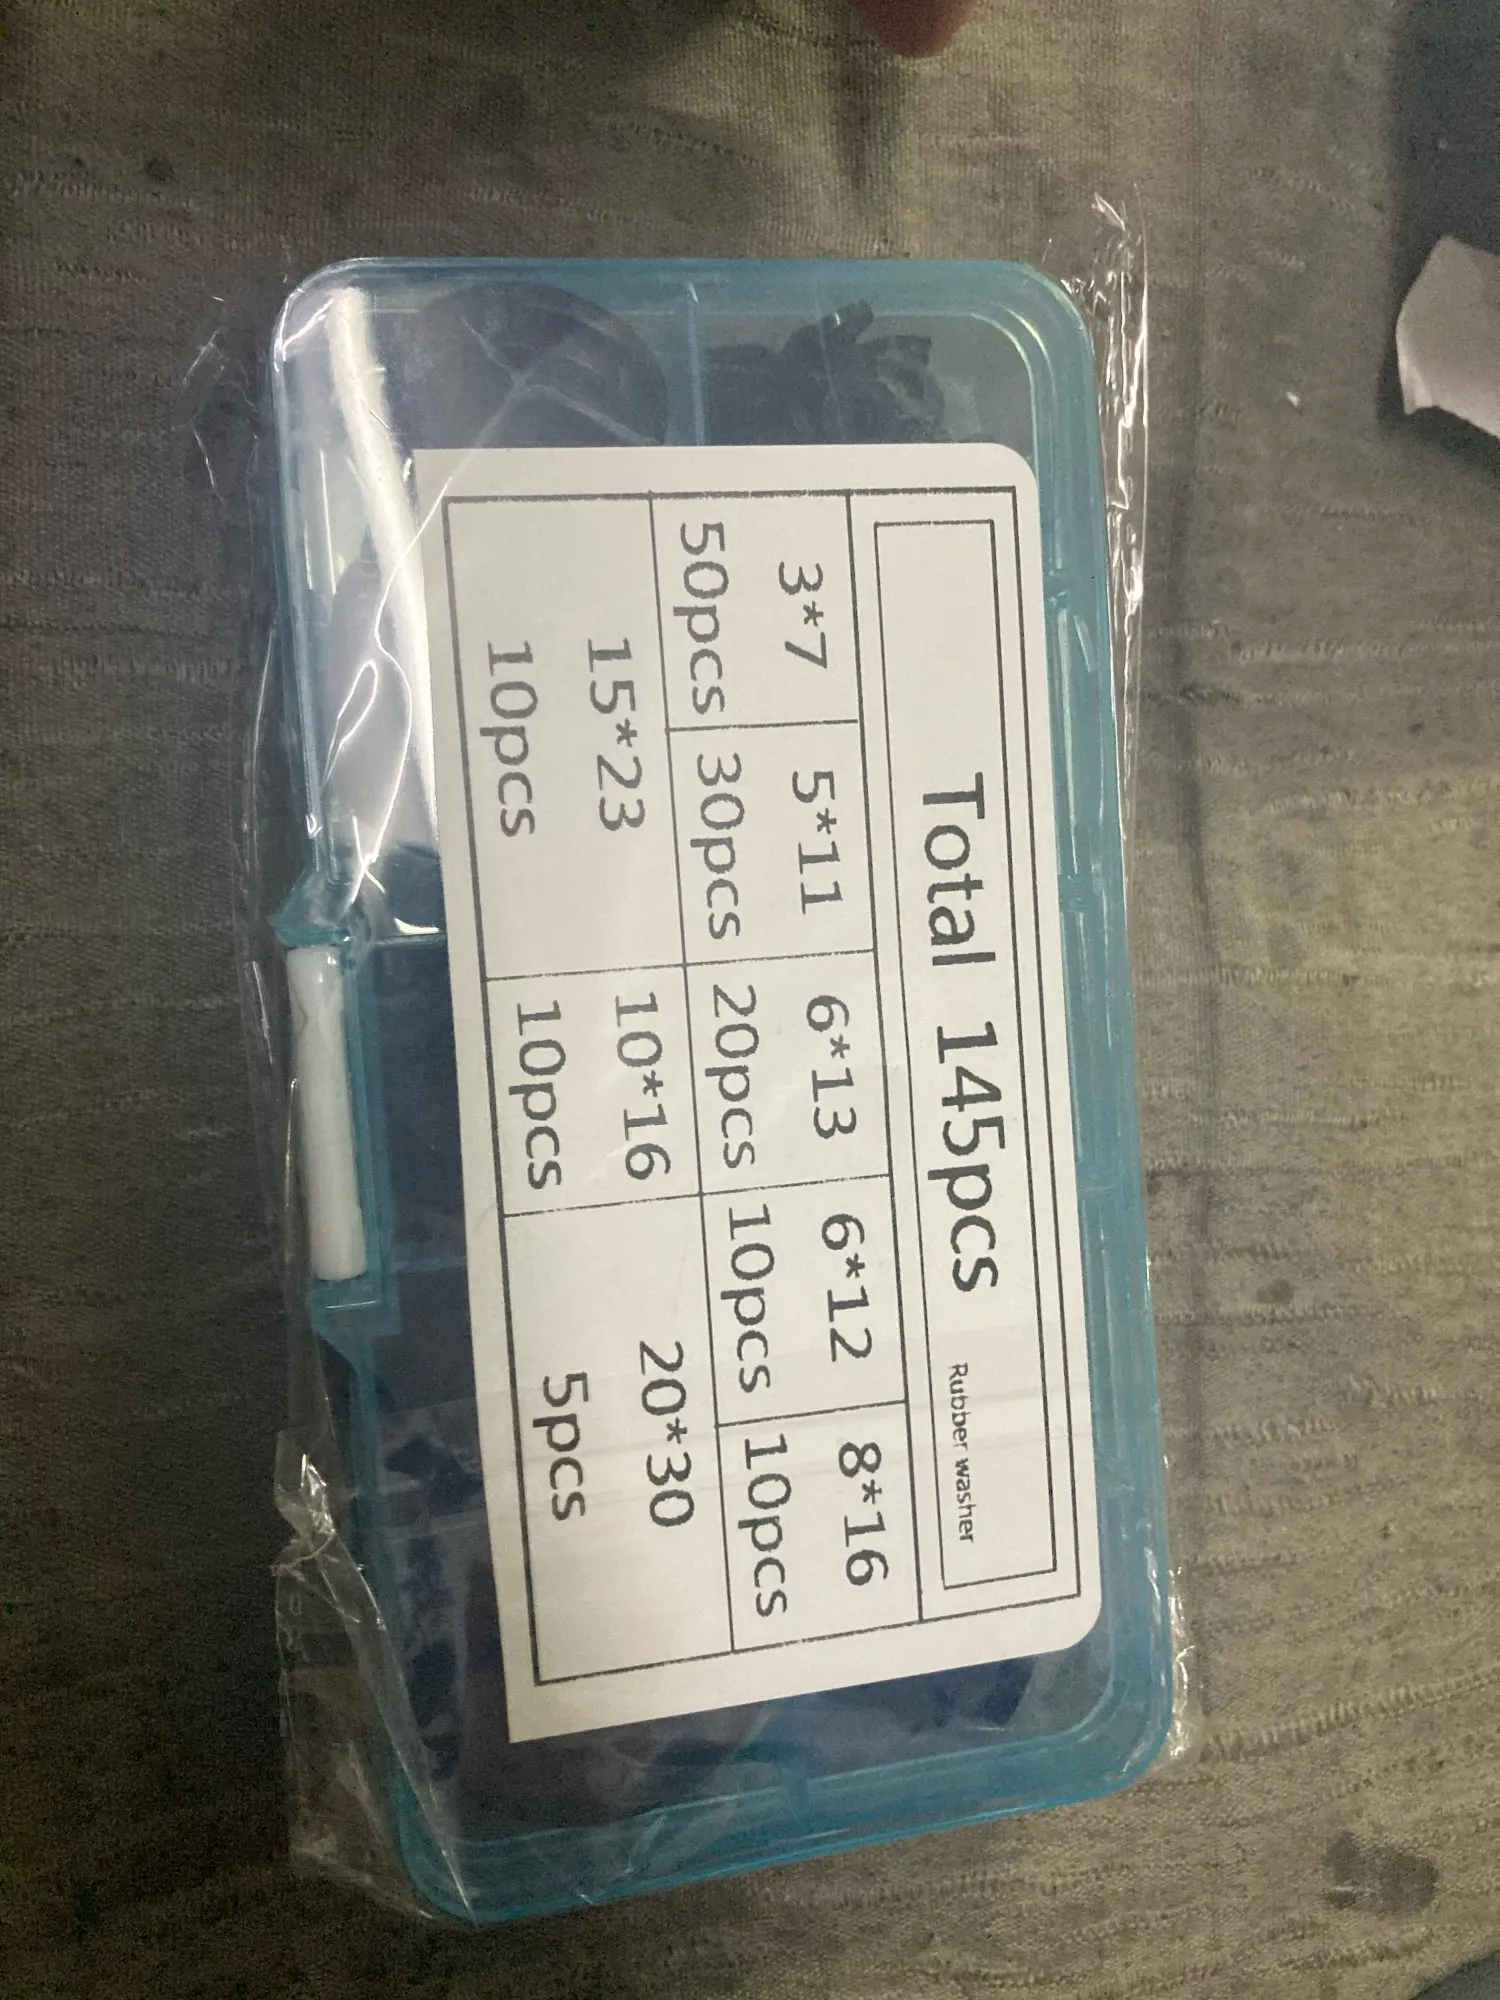 Total 145pcs Rubber washer
3*7 5*11 6*13 6*12 8*16
50pcs 30pcs 20pcs 10pcs 10pcs
15*23 10*16 20*30
10pcs 10pcs 5pcs